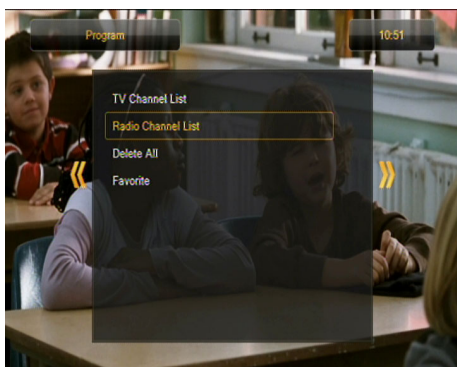 Program
10:51
TV Channel List
Radio Channel List
Delete All
Favorite